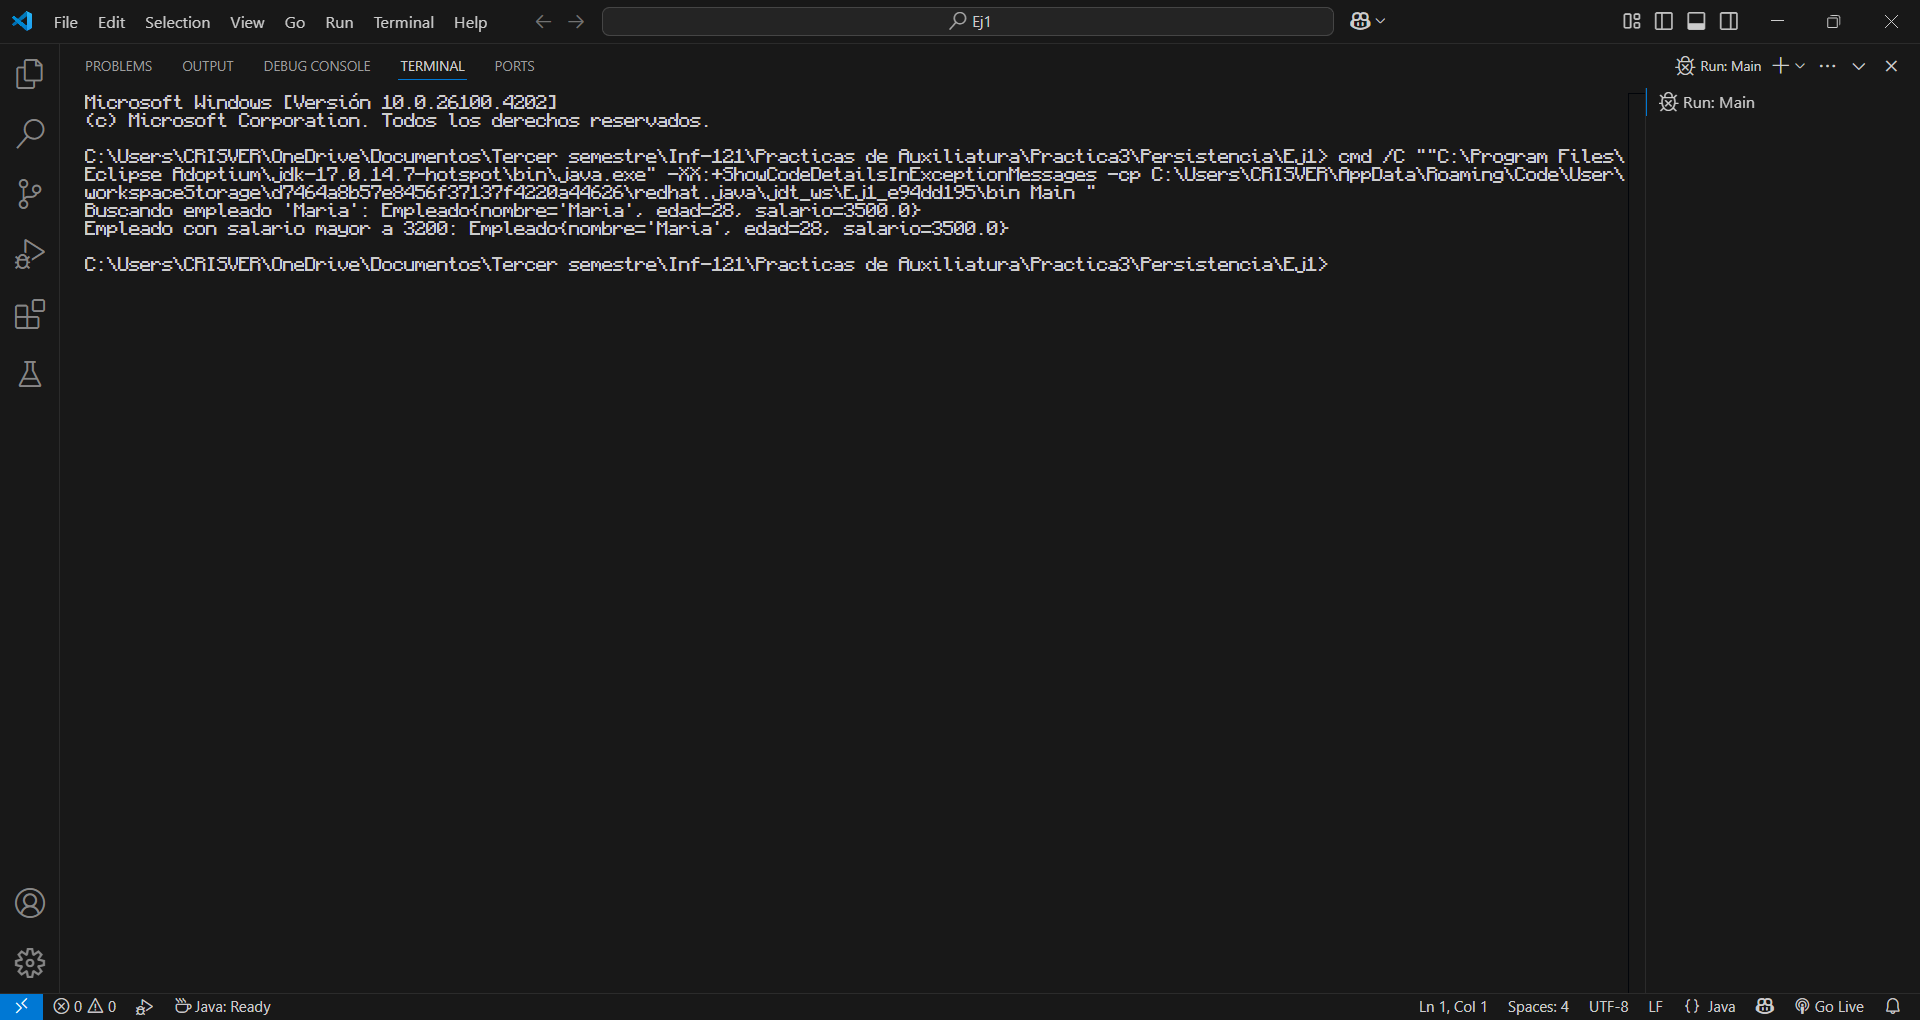 File Edit Selection View Go Run Terminal Help
Ej1
PROBLEMS OUTPUT DEBUG CONSOLE TERMINAL PORTS
Run: Main
Run: Main
Microsoft Windows [Versión 10.0.26100.4202]
(c) Microsoft Corporation. Todos los derechos reservados.
C:\Users\CRISVER\OneDrive\Documentos\Tercer semestre\Inf-121\Practicas de Auxiliatura\Practica3\Persistencia\Ej1> cmd /C ""C:\Program Files\
Eclipse Adoptium\jdk-17.0.14.7-hotspot\bin\java.exe" -XX:+ShowCodeDetailsInExceptionMessages -cp C:\Users\CRISVER\AppData\Roaming\Code\User\
workspaceStorage\d7464a8b57e8456f37137f4220a44626\redhat.java\jdt_ws\Ej1_e94dd195\bin Main "
Buscando empleado 'Maria': Empleado{nombre='Maria', edad=28, salario=3500.0}
Empleado con salario mayor a 3200: Empleado{nombre='Maria', edad=28, salario=3500.0}
C:\Users\CRISVER\OneDrive\Documentos\Tercer semestre\Inf-121\Practicas de Auxiliatura\Practica3\Persistencia\Ej1>
0 0 Java: Ready
Ln 1, Col 1 Spaces: 4 UTF-8 LF {} Java Go Live